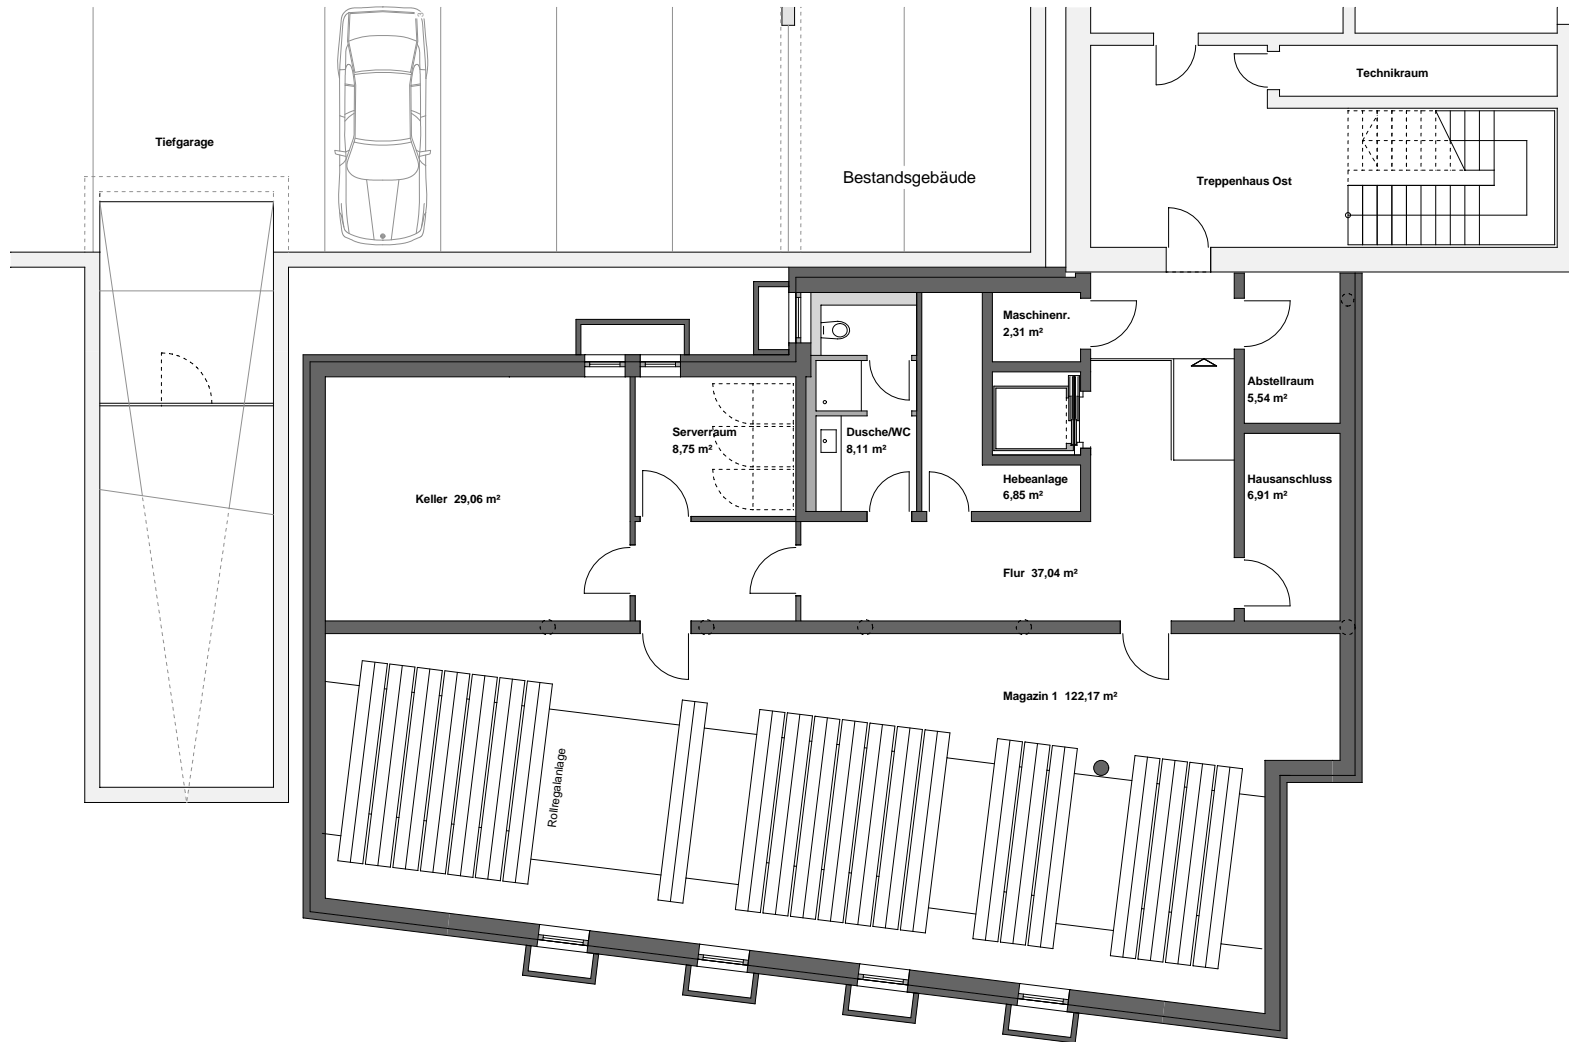 Technikraum
Tiefgarage
Bestandsgebäude
Treppenhaus Ost
Maschinenr.
2,31 m²
Abstellraum
5,54 m²
Serverraum
8,75 m²
Dusche/WC
8,11 m²
Hebeanlage
6,85 m²
Hausanschluss
6,91 m²
Keller 29,06 m²
Flur 37,04 m²
Magazin 1 122,17 m²
Rollregalanlage